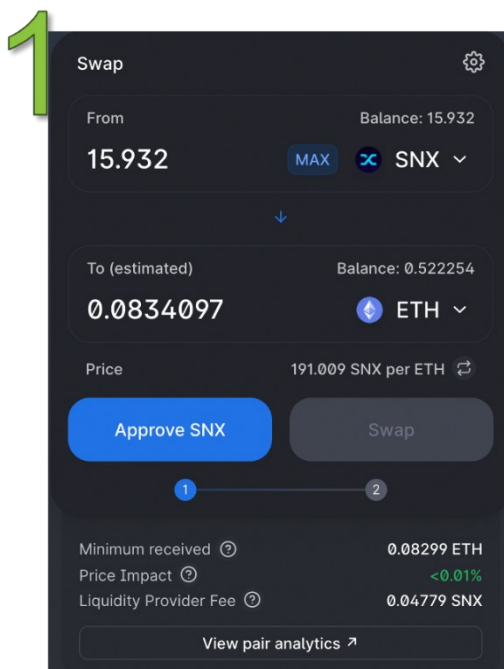 1
Swap
From Balance: 15.932
15.932 MAX SNX
To (estimated) Balance: 0.522254
0.0834097 ETH
Price 191.009 SNX per ETH
Approve SNX Swap
1 2
Minimum received ? 0.08299 ETH
Price Impact ? <0.01%
Liquidity Provider Fee ? 0.04779 SNX
View pair analytics ↗